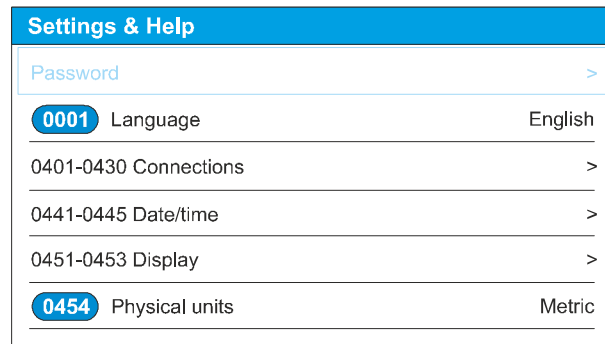 Settings & Help
Password >
0001 Language English
0401-0430 Connections >
0441-0445 Date/time >
0451-0453 Display >
0454 Physical units Metric